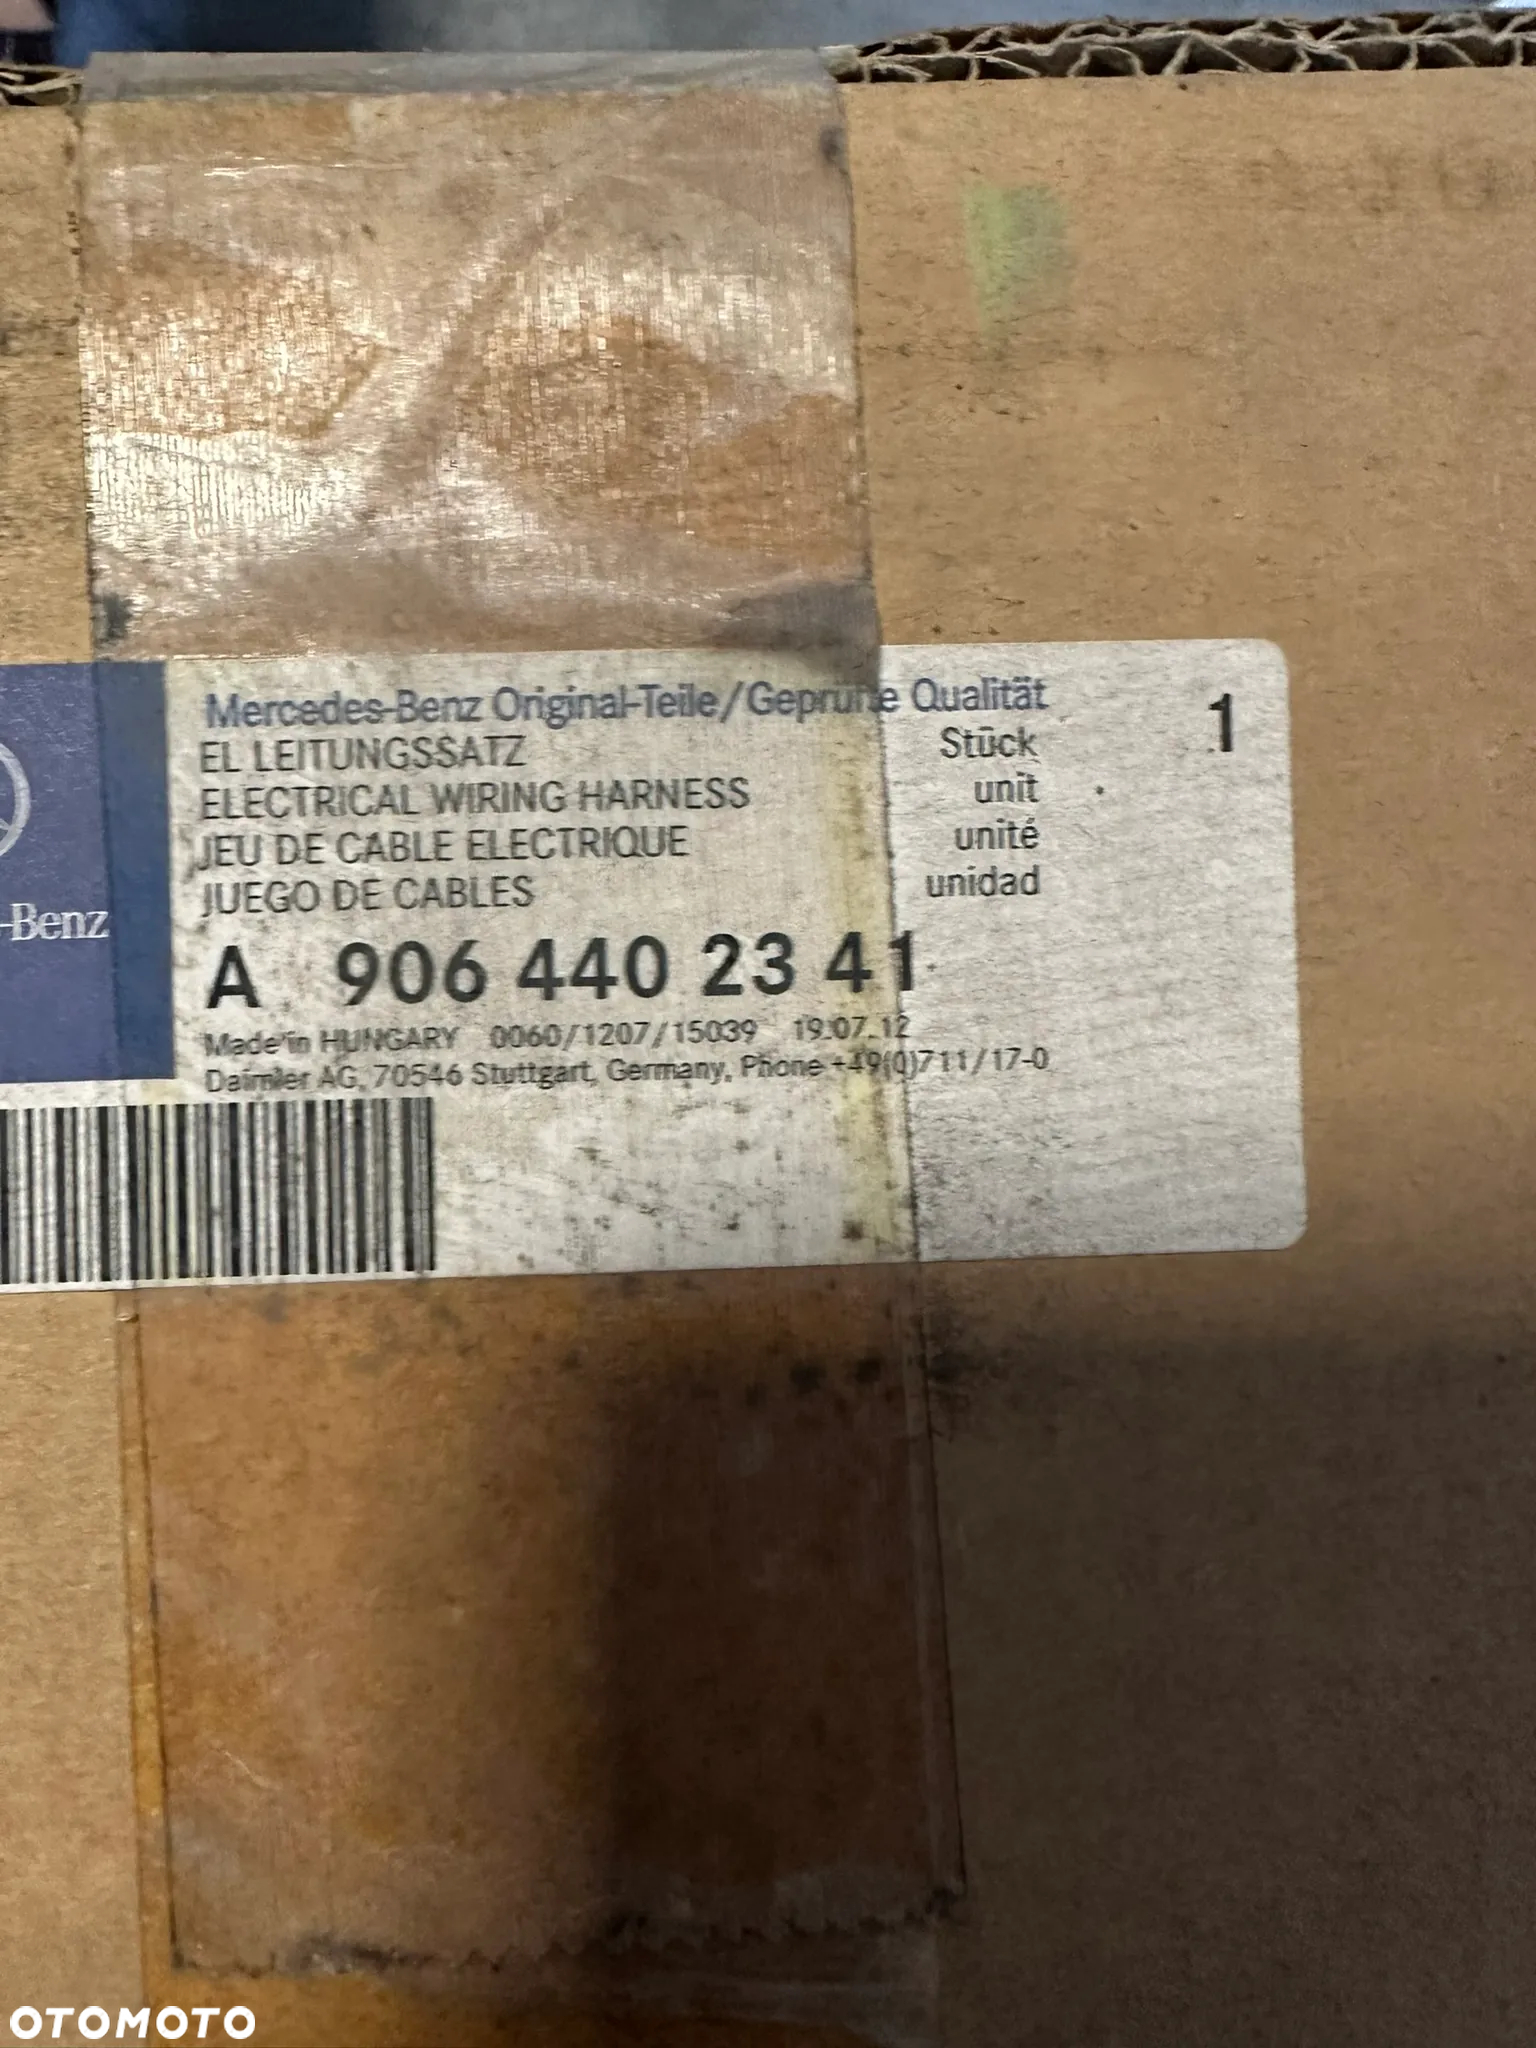 Mercedes-Benz Original-Teile/Geprüfte Qualität
EL LEITUNGSSATZ
ELECTRICAL WIRING HARNESS
JEU DE CABLE ELECTRIQUE
JUEGO DE CABLES
Stück 1
unit
unité
unidad
-Benz
A 906 440 23 41
Made in HUNGARY 0060/1207/15039 19.07.12
Daimler AG, 70546 Stuttgart, Germany, Phone +49(0)711/17-0
OTOMOTO